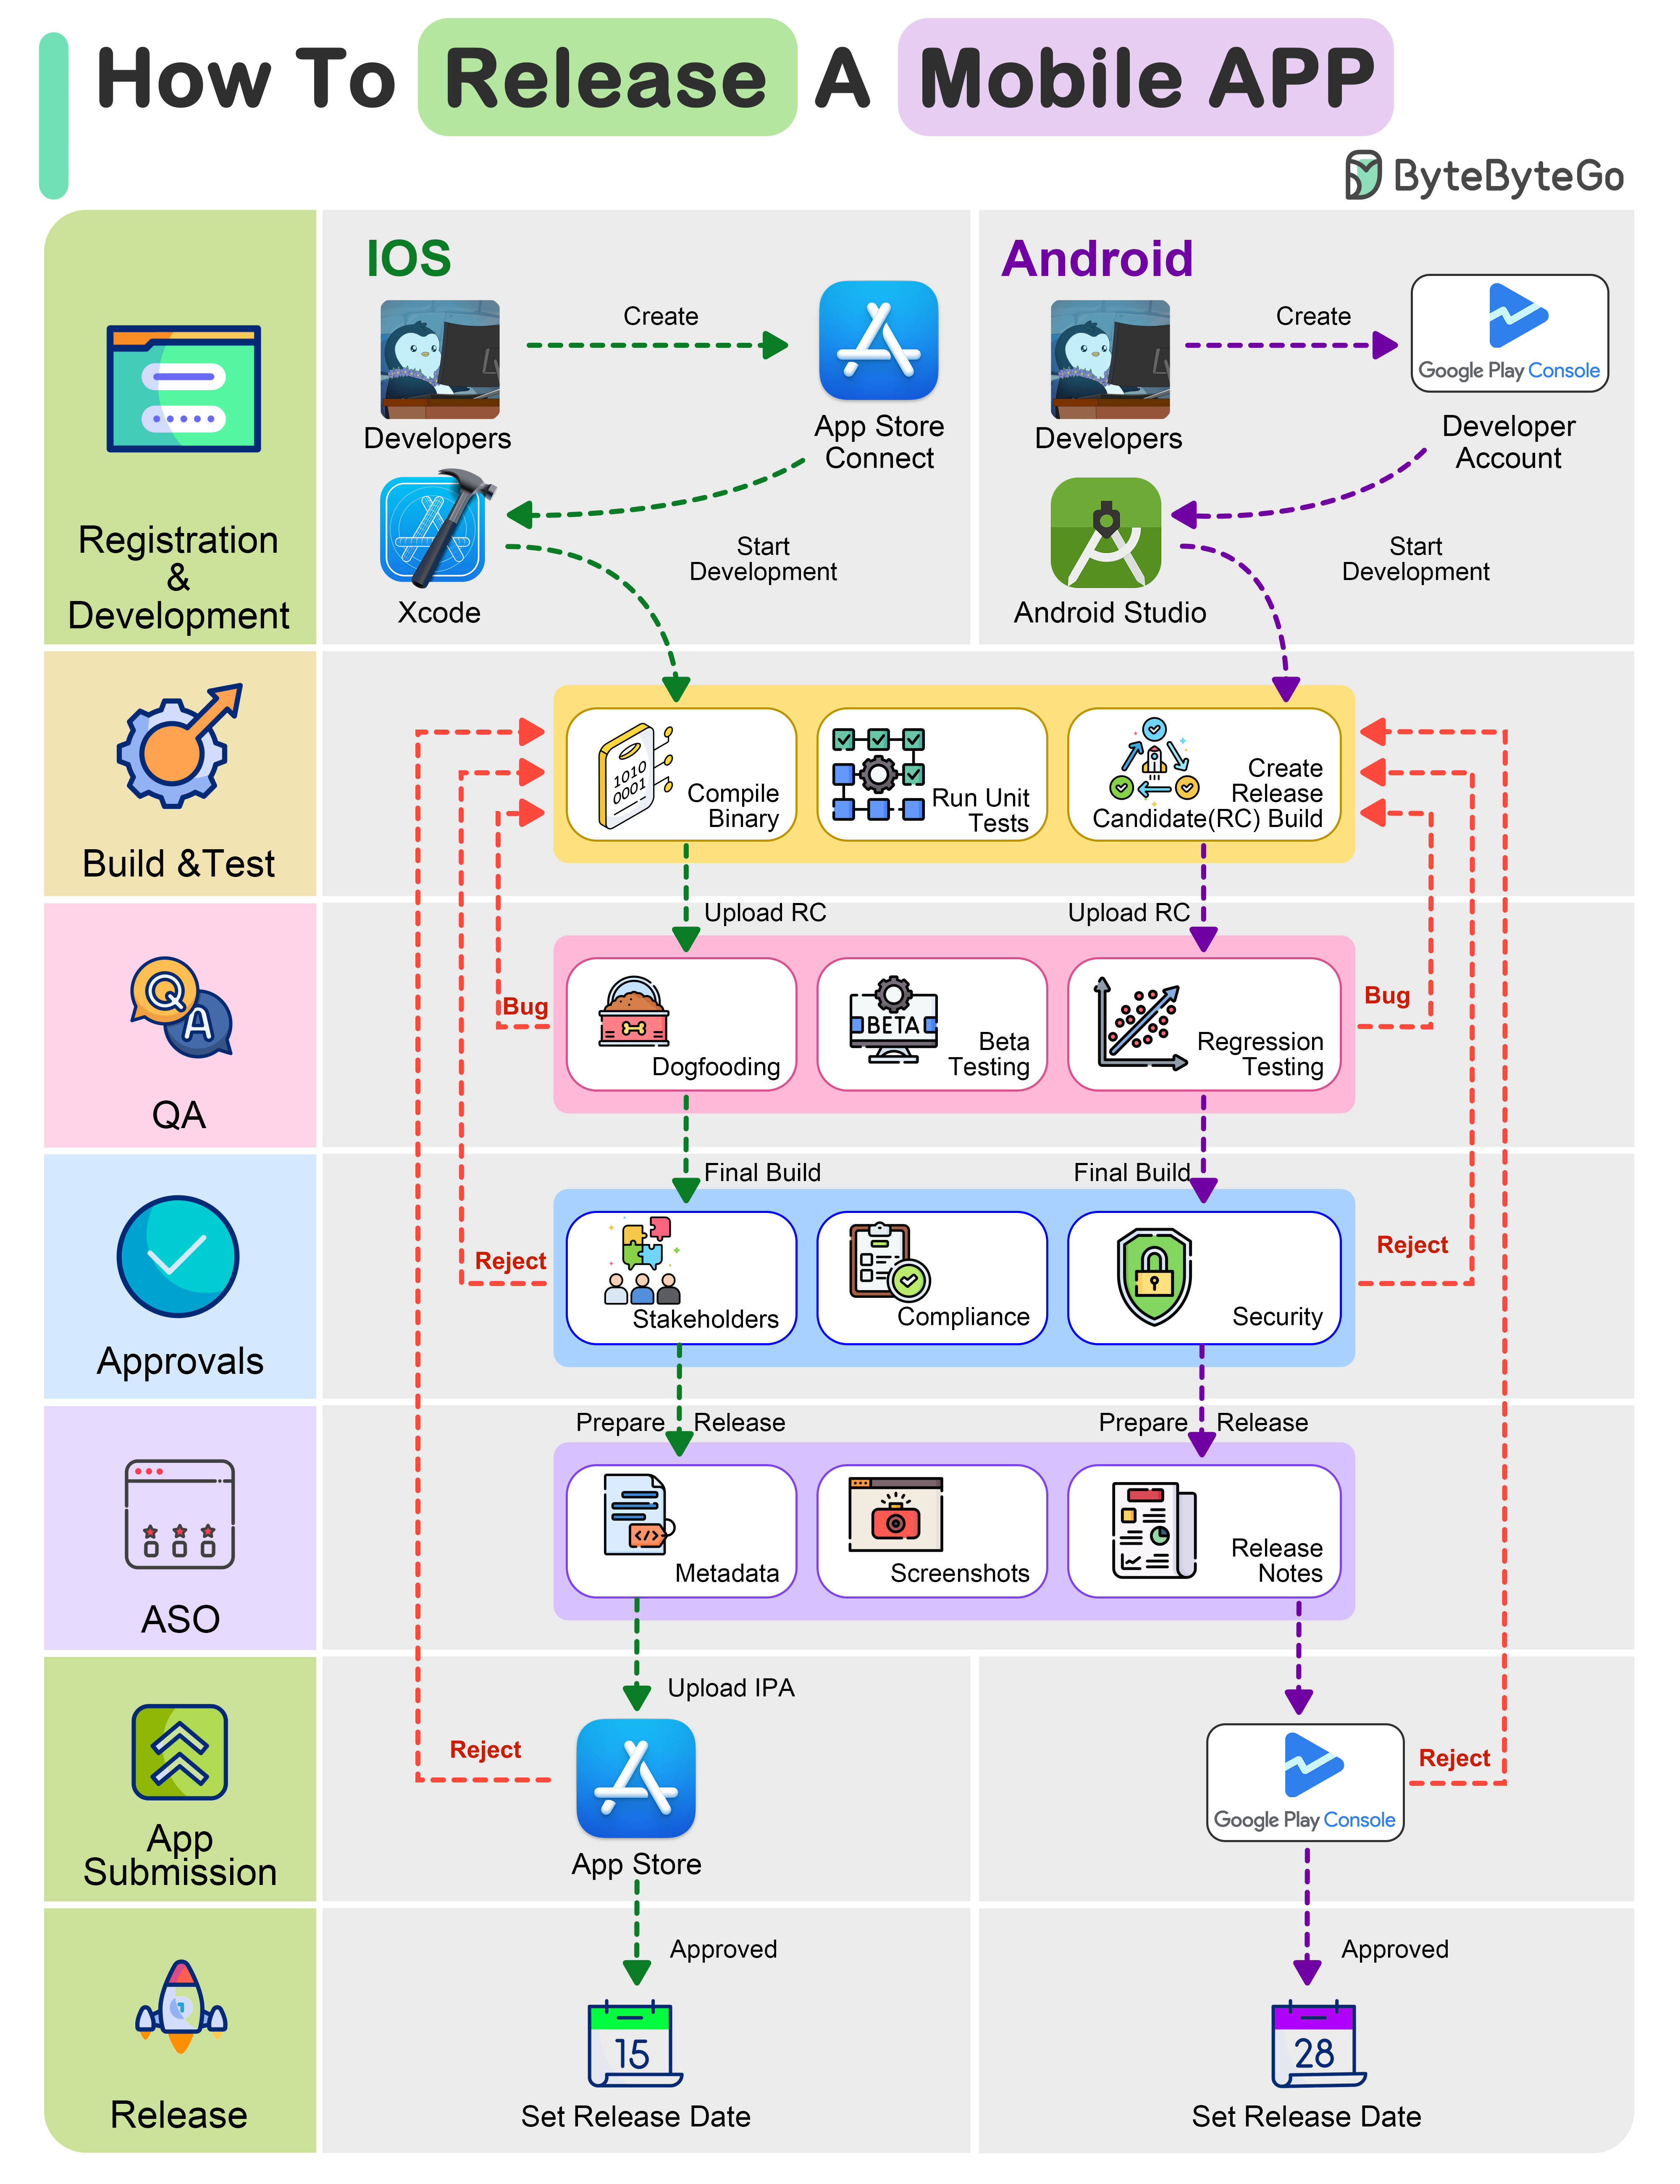 How To Release A Mobile APP
ByteByteGo
IOS
Android
Create
Create
Google Play Console
Developers
App Store
Connect
Developers
Developer
Account
Registration
&
Development
Start
Development
Start
Development
Xcode
Android Studio
1010
0001
Compile
Binary
Run Unit
Tests
Create
Release
Candidate(RC) Build
Build &Test
Upload RC
Upload RC
Q
A
Bug
BETA
Bug
Dogfooding
Beta
Testing
Regression
Testing
QA
Final Build
Final Build
Reject
Reject
Stakeholders
Compliance
Security
Approvals
Prepare Release
Prepare Release
</>
Metadata
Screenshots
Release
Notes
ASO
Upload IPA
Reject
Reject
Google Play Console
App
Submission
App Store
Approved
Approved
15
28
Release
Set Release Date
Set Release Date